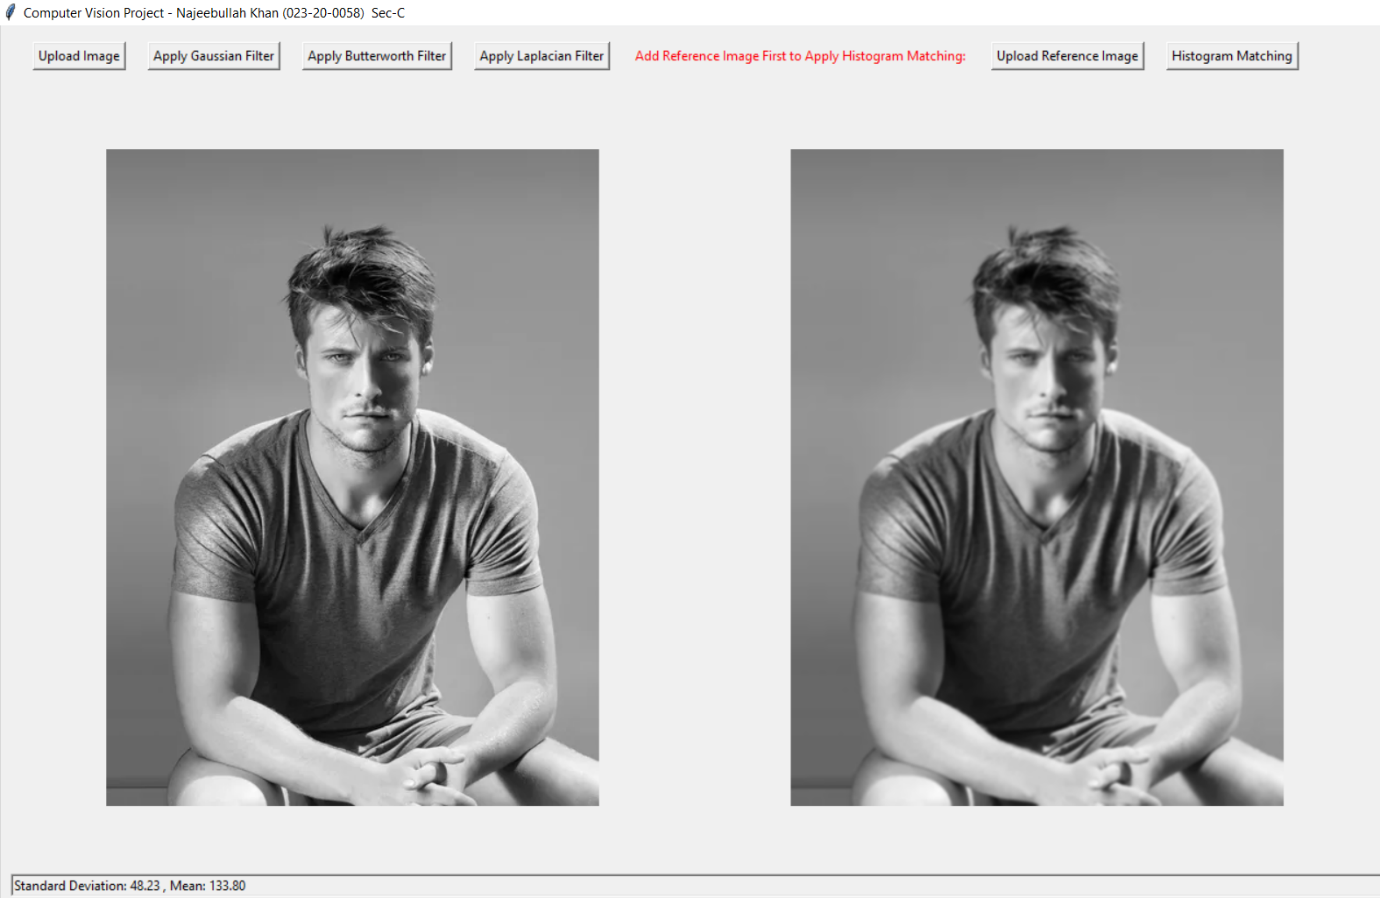 Computer Vision Project - Najeebullah Khan (023-20-0058)  Sec-C
Upload Image
Apply Gaussian Filter
Apply Butterworth Filter
Apply Laplacian Filter
Add Reference Image First to Apply Histogram Matching:
Upload Reference Image
Histogram Matching
Standard Deviation: 48.23 , Mean: 133.80